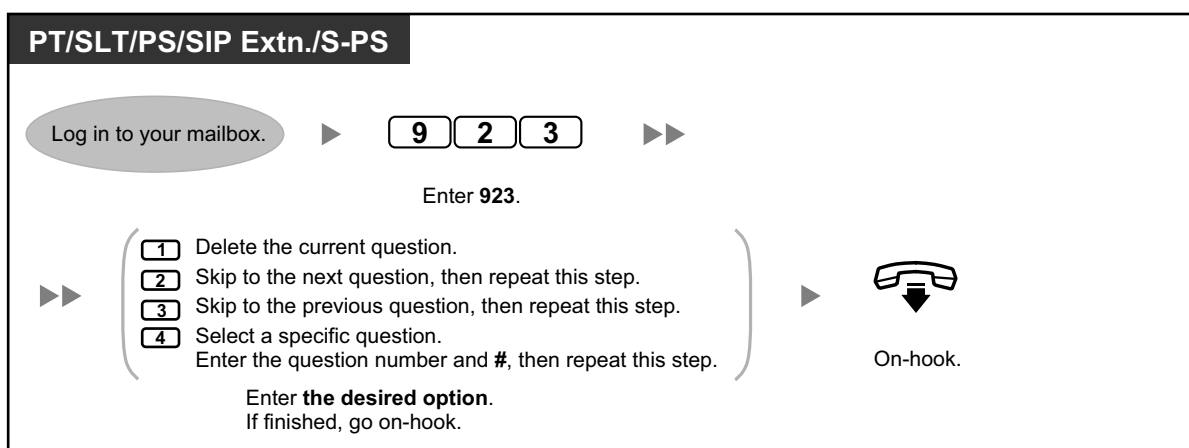 PT/SLT/PS/SIP Extn./S-PS
Log in to your mailbox.
9 2 3
Enter 923.
1 Delete the current question.
2 Skip to the next question, then repeat this step.
3 Skip to the previous question, then repeat this step.
4 Select a specific question.
Enter the question number and #, then repeat this step.
Enter the desired option.
If finished, go on-hook.
On-hook.